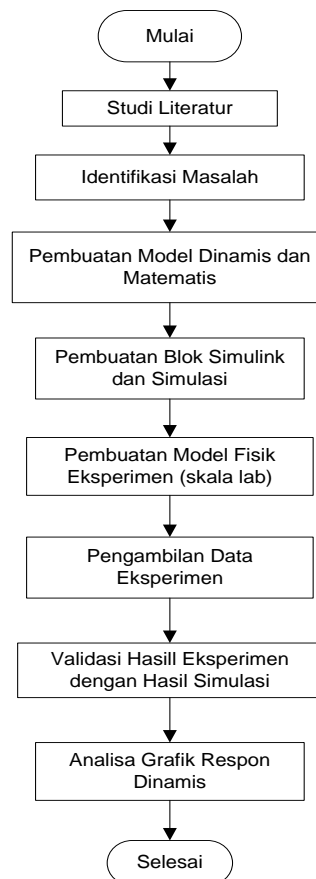 Mulai
Studi Literatur
Identifikasi Masalah
Pembuatan Model Dinamis dan
Matematis
Pembuatan Blok Simulink
dan Simulasi
Pembuatan Model Fisik
Eksperimen (skala lab)
Pengambilan Data
Eksperimen
Validasi Hasill Eksperimen
dengan Hasil Simulasi
Analisa Grafik Respon
Dinamis
Selesai